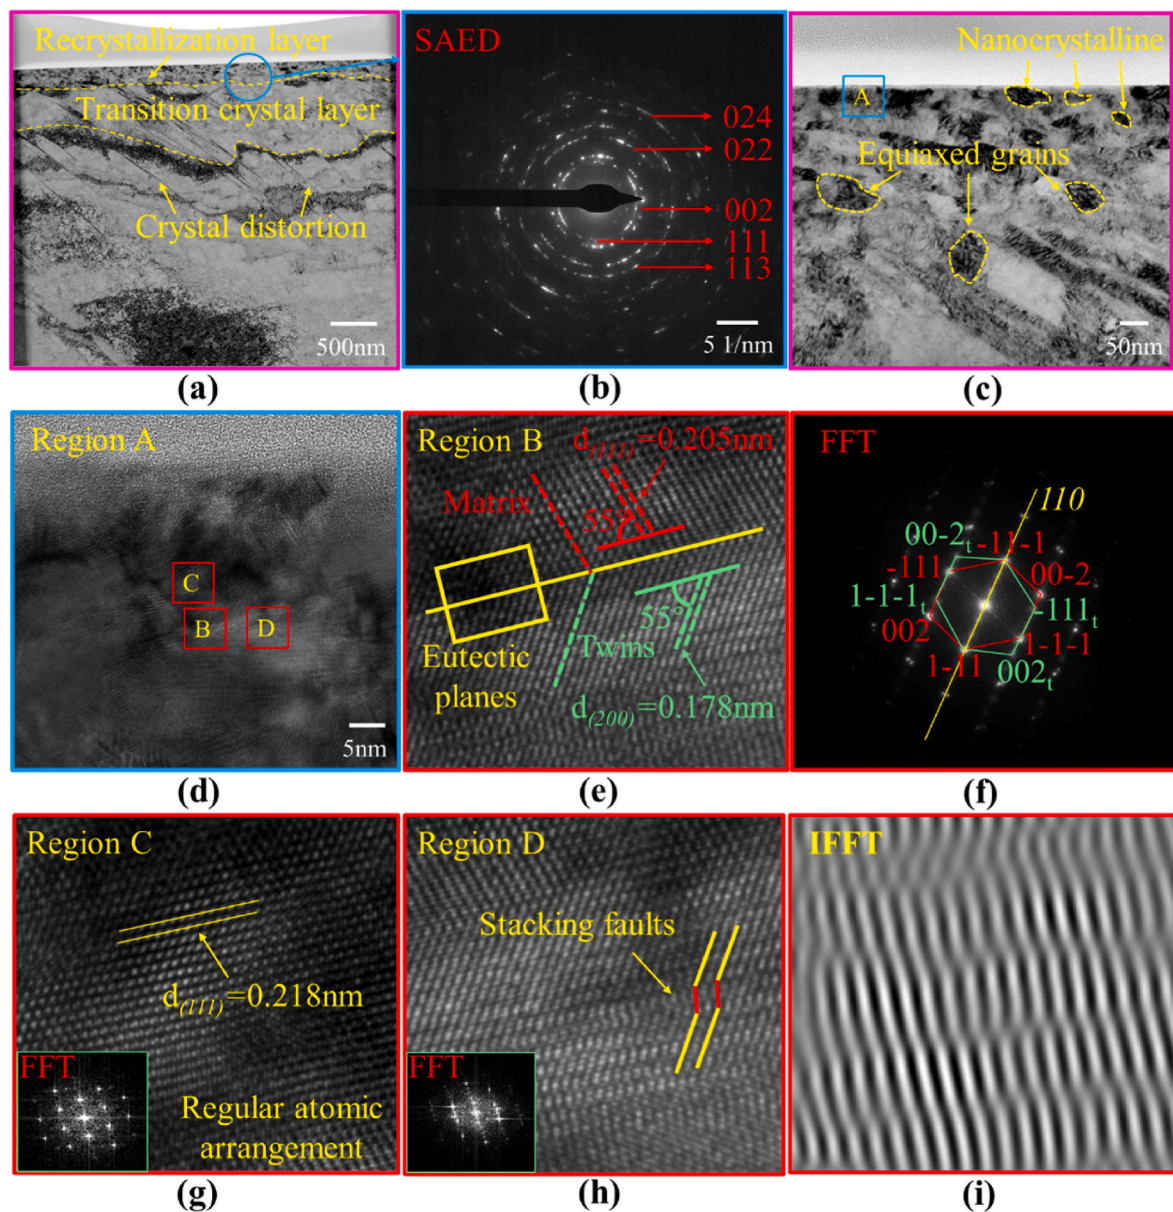 Recrystallization layer
Transition crystal layer
Crystal distortion
500nm
(a)
SAED
024
022
002
111
113
5 1/nm
(b)
Nanocrystalline
A
Equiaxed grains
50nm
(c)
Region A
C
B
D
5nm
(d)
Region B
d(111)=0.205nm
Matrix
55°
55°
Eutectic
planes
Twins
d(200)=0.178nm
(e)
FFT
110
00-2t
-11-1
-111
00-2
1-1-1t
-111t
002
1-1-1
1-11
002t
(f)
Region C
d(111)=0.218nm
FFT
Regular atomic
arrangement
(g)
Region D
Stacking faults
FFT
(h)
IFFT
(i)